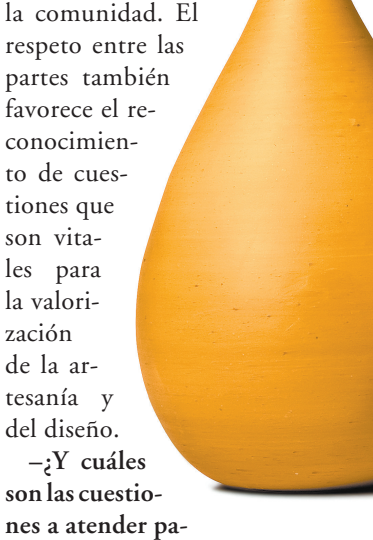 la comunidad. El
respeto entre las
partes también
favorece el re-
conocimien-
to de cues-
tiones que
son vita-
les para
la valori-
zación
de la ar-
tesanía y
del diseño.
–¿Y cuáles
son las cuestio-
nes a atender pa-